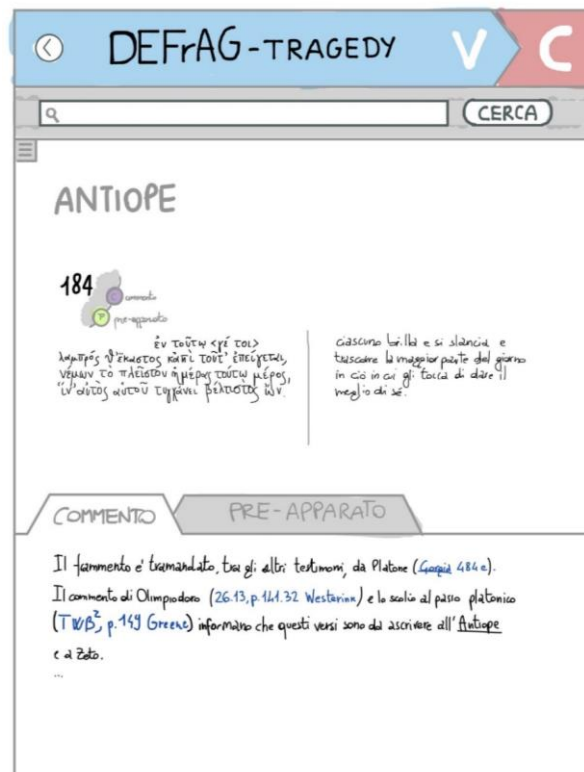 DEFrAG-TRAGEDY V C
CERCA
ANTIOPE
184
commento
pre-apparato
ἐν τούτῳ <γέ τοι>
λαμπρός θ' ἕκαστος κἀπὶ τοῦτ' ἐπείγεται,
νέμων τὸ πλεῖστον ἡμέρας τούτῳ μέρος,
ἵν' αὐτὸς αὑτοῦ τυγχάνει βέλτιστος ὤν.
ciascuno brilla e si slancia e
trascorre la maggior parte del giorno
in ciò in cui gli tocca di dare il
meglio di sé.
COMMENTO
PRE-APPARATO
Il frammento è tramandato, tra gli altri testimoni, da Platone (Gorgia 484e).
Il commento di Olimpiodoro (26.13, p.141.32 Westerink) e lo scolio al passo platonico
(TWB², p.149 Greene) informano che questi versi sono da ascrivere all'Antiope
e a Zeto.
...